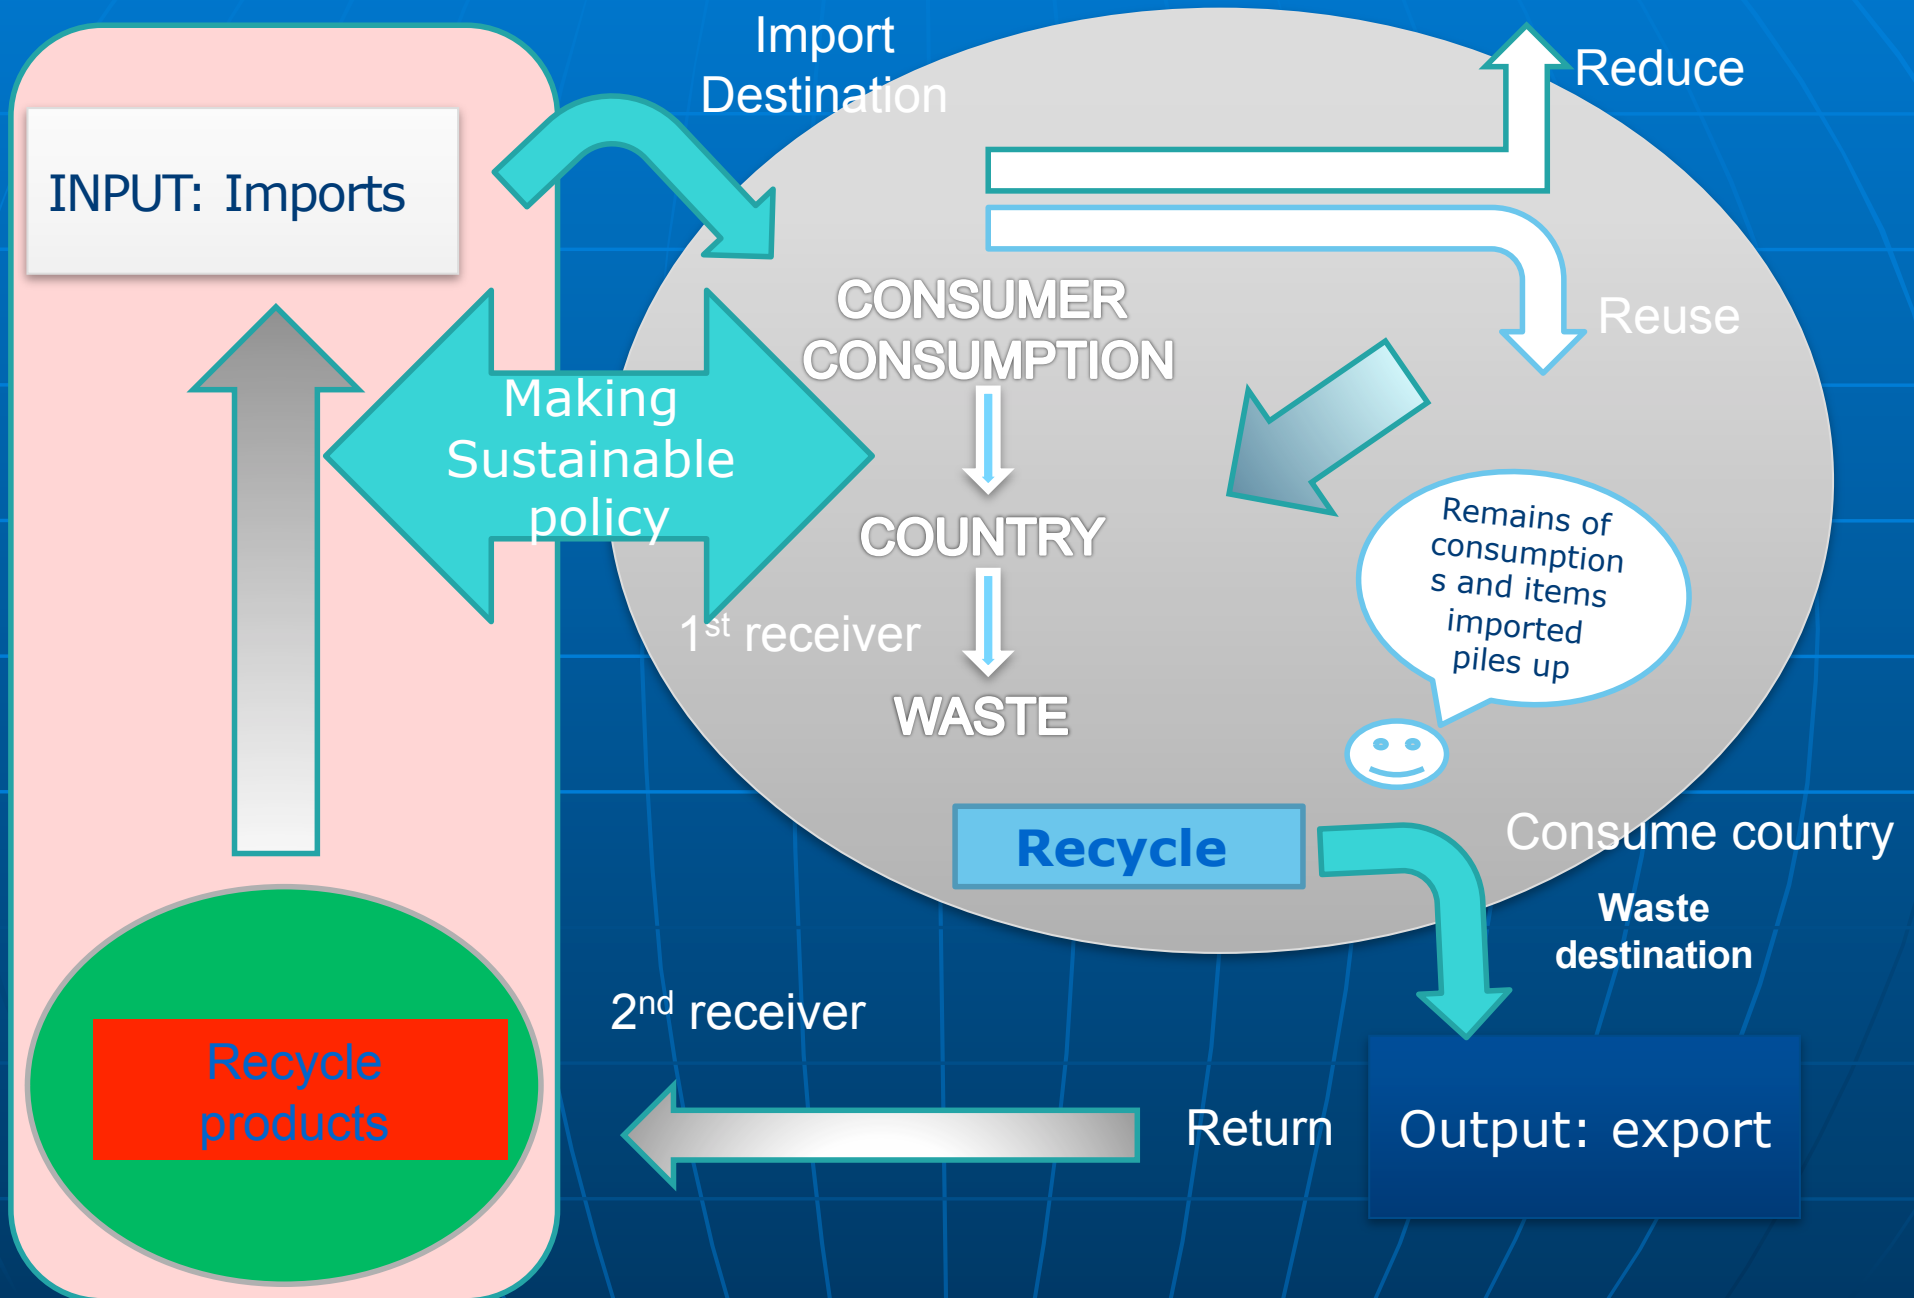 Import
Destination
Reduce
INPUT: Imports
CONSUMER
CONSUMPTION
Reuse
Making
Sustainable
policy
COUNTRY
Remains of
consumption
s and items
imported
piles up
1st receiver
WASTE
Recycle
Consume country
Waste
destination
2nd receiver
Recycle
products
Return
Output: export